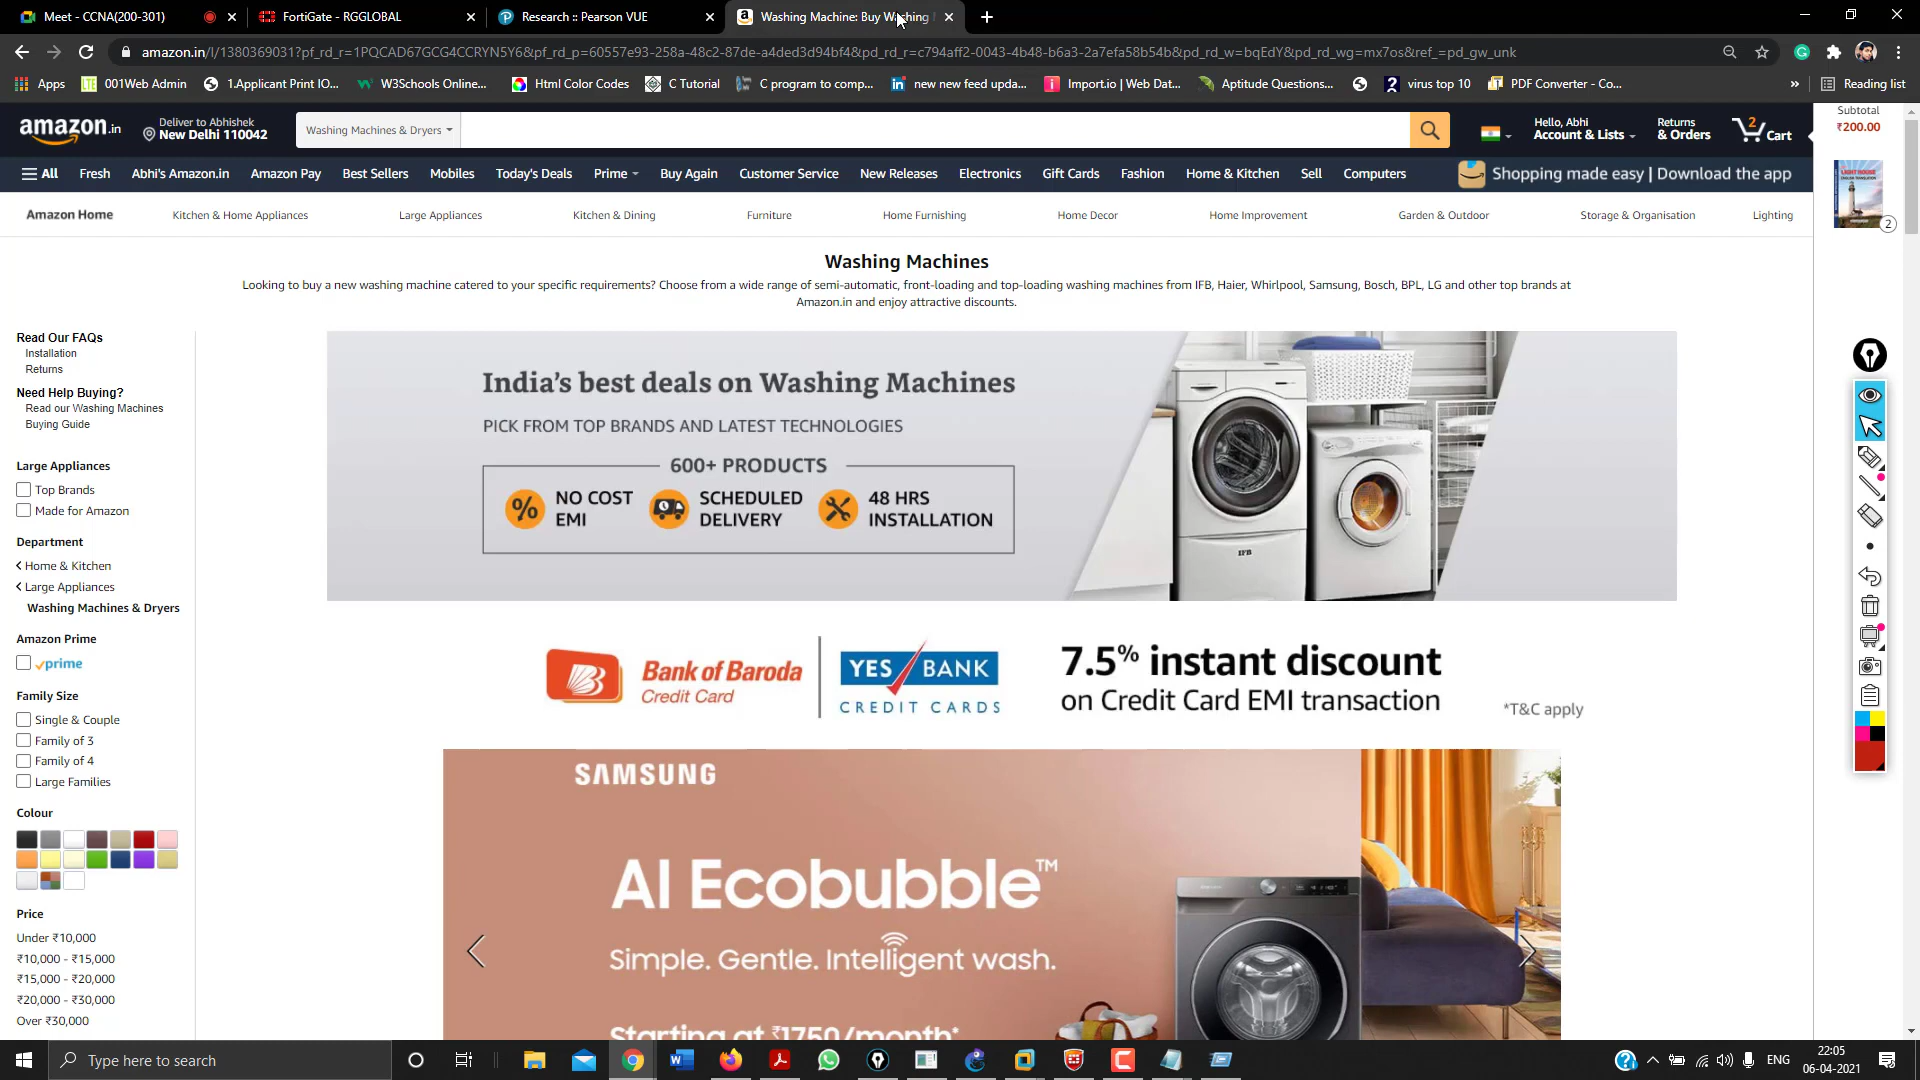 Meet - CCNA(200-301)
FortiGate - RGGLOBAL
Research :: Pearson VUE
Washing Machine: Buy Washing
amazon.in/l/1380369031?pf_rd_r=1PQCAD67GCG4CCRYN5Y6&pf_rd_p=60557e93-258a-48c2-87de-a4ded3d94bf4&pd_rd_r=c794aff2-0043-4b48-b6a3-2a7efa58b54b&pd_rd_w=bqEdY&pd_rd_wg=mx7os&ref_=pd_gw_unk
Apps
001Web Admin
1.Applicant Print IO...
W3Schools Online...
Html Color Codes
C Tutorial
C program to comp...
new new feed upda...
Import.io | Web Dat...
Aptitude Questions...
virus top 10
PDF Converter - Co...
Reading list
amazon.in
Deliver to Abhishek
New Delhi 110042
Washing Machines & Dryers
Hello, Abhi
Account & Lists
Returns
& Orders
2
Cart
Subtotal
₹200.00
LIGHT HOUSE
2
All
Fresh
Abhi's Amazon.in
Amazon Pay
Best Sellers
Mobiles
Today's Deals
Prime
Buy Again
Customer Service
New Releases
Electronics
Gift Cards
Fashion
Home & Kitchen
Sell
Computers
Shopping made easy | Download the app
Amazon Home
Kitchen & Home Appliances
Large Appliances
Kitchen & Dining
Furniture
Home Furnishing
Home Decor
Home Improvement
Garden & Outdoor
Storage & Organisation
Lighting
Washing Machines
Looking to buy a new washing machine catered to your specific requirements? Choose from a wide range of semi-automatic, front-loading and top-loading washing machines from IFB, Haier, Whirlpool, Samsung, Bosch, BPL, LG and other top brands at
Amazon.in and enjoy attractive discounts.
Read Our FAQs
Installation
Returns
Need Help Buying?
Read our Washing Machines
Buying Guide
Large Appliances
Top Brands
Made for Amazon
Department
Home & Kitchen
Large Appliances
Washing Machines & Dryers
Amazon Prime
prime
Family Size
Single & Couple
Family of 3
Family of 4
Large Families
Colour
Price
Under ₹10,000
₹10,000 - ₹15,000
₹15,000 - ₹20,000
₹20,000 - ₹30,000
Over ₹30,000
India's best deals on Washing Machines
PICK FROM TOP BRANDS AND LATEST TECHNOLOGIES
600+ PRODUCTS
% NO COST
EMI
SCHEDULED
DELIVERY
48 HRS
INSTALLATION
IFB
Bank of Baroda
Credit Card
YES BANK
CREDIT CARDS
7.5% instant discount
on Credit Card EMI transaction
*T&C apply
SAMSUNG
AI Ecobubble™
Simple. Gentle. Intelligent wash.
Starting at ₹1750/month*
Type here to search
ENG
22:05
06-04-2021